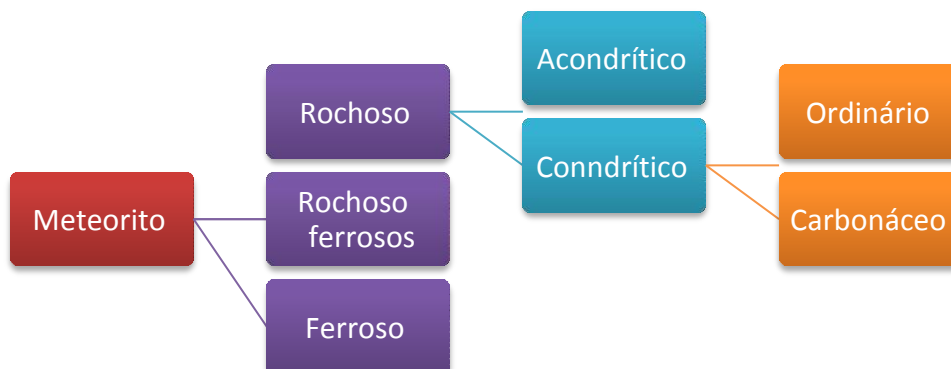 Meteorito
Rochoso
Rochoso
ferrosos
Ferroso
Acondrítico
Conndrítico
Ordinário
Carbonáceo